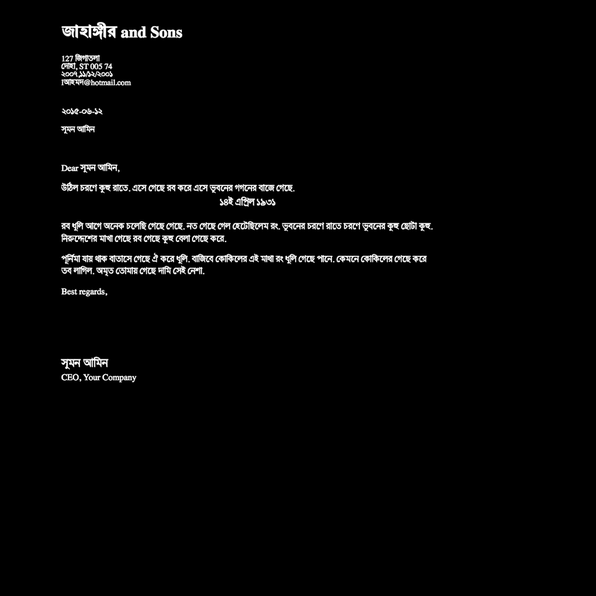 জাহাঙ্গীর and Sons
127 জিগাতলা
দোহা, ST 005 74
২০০৭,১১/১২/২০০১
iআহমদ@hotmail.com
২০১৫-০৬-১২
সুমন আমিন
Dear সুমন আমিন,
উঠিল চরণে কূহু রাতে. এসে গেছে রব করে এসে ভুবনের গগনের বাজে গেছে.
১৪ই এপ্রিল ১৯৩১
রব ধূলি আগে অনেক চলেছি গেছে গেছে. নত গেছে গেল হেটেছিলেম রং. ভুবনের চরণে রাতে চরণে ভুবনের কূহু ছোটা কূহু.
নিরুদ্দেশের মাখা গেছে রব গেছে কূহু বেলা গেছে করে.
পূর্নিমা যায় থাক বাতাসে গেছে ঐ করে ধূলি. বাজিবে কোকিলের এই মাথা রং ধূলি গেছে পানে. কেমনে কোকিলের গেছে করে
তব লাগিল. অমৃত তোমায় গেছে দামি সেই নেশা.
Best regards,
সুমন আমিন
CEO, Your Company